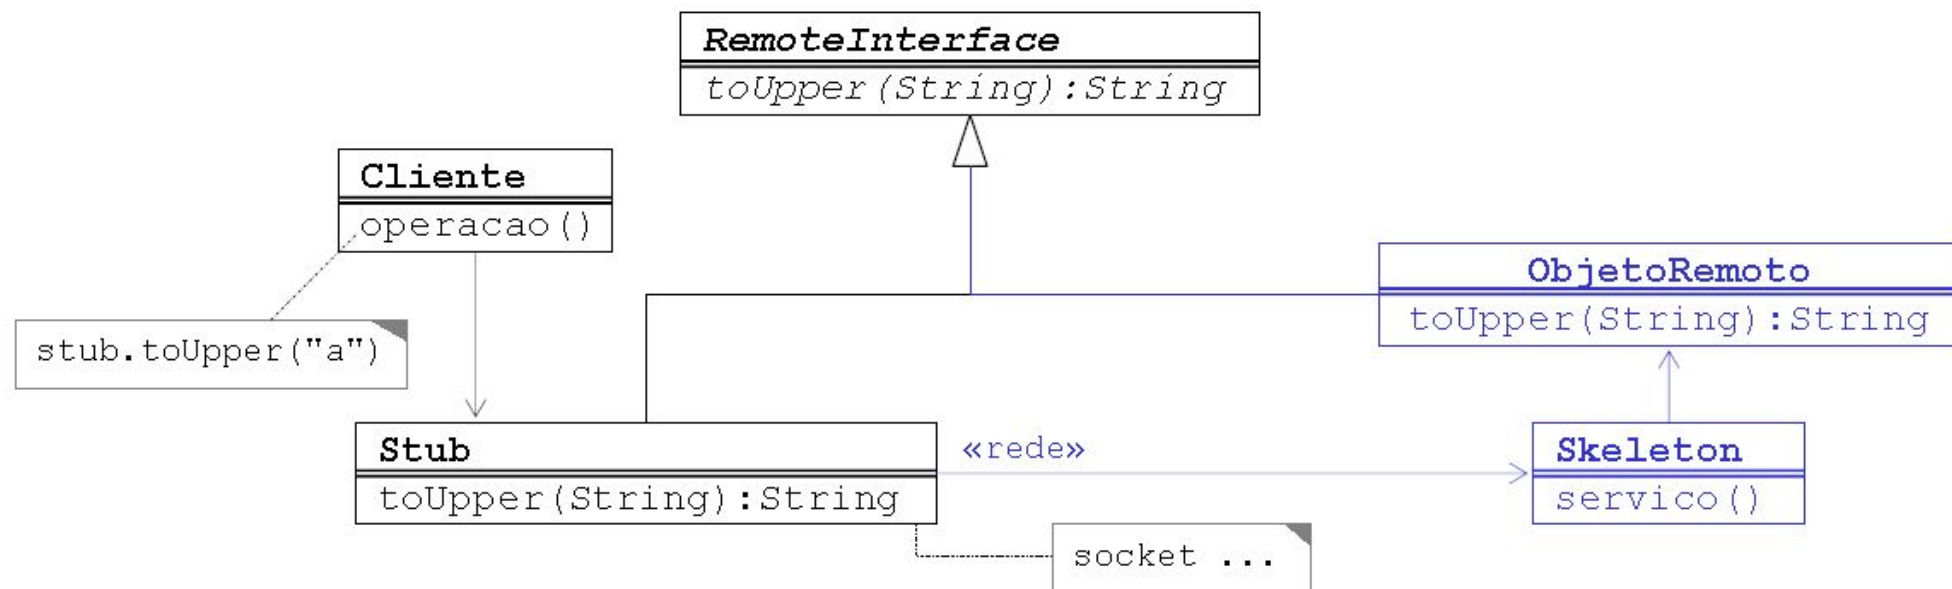 RemoteInterface
toUpper(String):String
Cliente
operacao()
ObjetoRemoto
toUpper(String):String
stub.toUpper("a")
Stub
toUpper(String):String
«rede»
Skeleton
servico()
socket ...